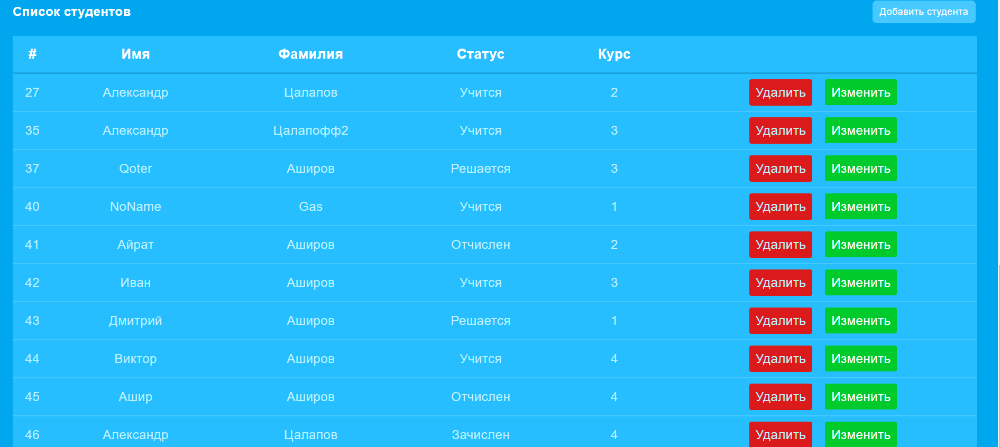 Список студентов Добавить студента
# Имя Фамилия Статус Курс
27 Александр Цалапов Учится 2 Удалить Изменить
35 Александр Цалапофф2 Учится 3 Удалить Изменить
37 Qoter Аширов Решается 3 Удалить Изменить
40 NoName Gas Учится 1 Удалить Изменить
41 Айрат Аширов Отчислен 2 Удалить Изменить
42 Иван Аширов Учится 3 Удалить Изменить
43 Дмитрий Аширов Решается 1 Удалить Изменить
44 Виктор Аширов Учится 4 Удалить Изменить
45 Ашир Аширов Отчислен 4 Удалить Изменить
46 Александр Цалапов Зачислен 4 Удалить Изменить